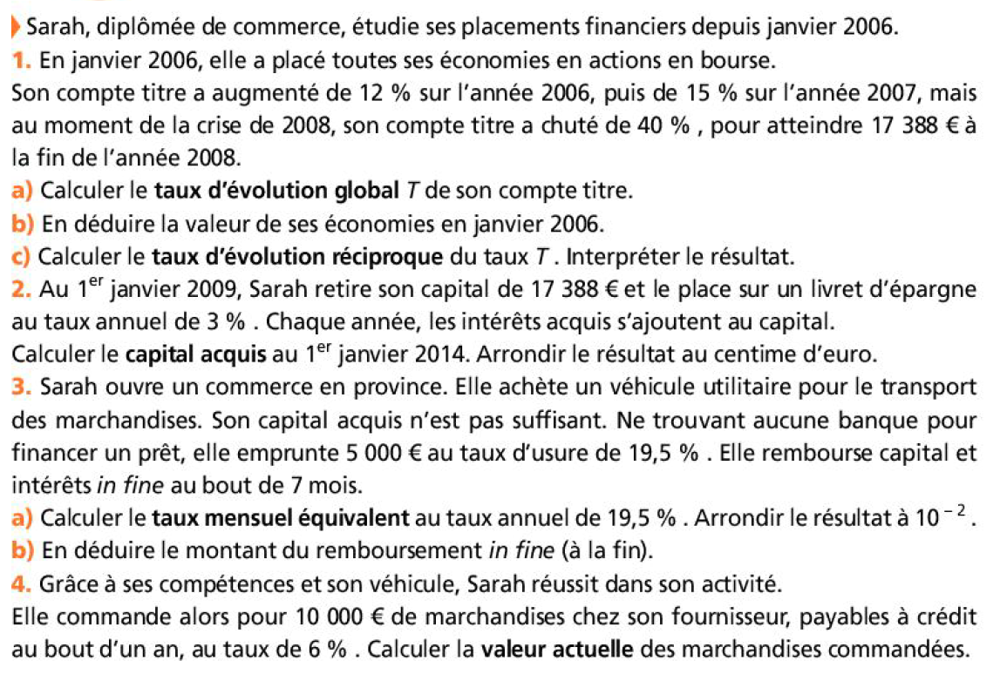 Sarah, diplômée de commerce, étudie ses placements financiers depuis janvier 2006.
1. En janvier 2006, elle a placé toutes ses économies en actions en bourse.
Son compte titre a augmenté de 12 % sur l'année 2006, puis de 15 % sur l'année 2007, mais
au moment de la crise de 2008, son compte titre a chuté de 40 % , pour atteindre 17 388 € à
la fin de l'année 2008.
a) Calculer le taux d'évolution global T de son compte titre.
b) En déduire la valeur de ses économies en janvier 2006.
c) Calculer le taux d'évolution réciproque du taux T . Interpréter le résultat.
2. Au 1er janvier 2009, Sarah retire son capital de 17 388 € et le place sur un livret d'épargne
au taux annuel de 3 % . Chaque année, les intérêts acquis s'ajoutent au capital.
Calculer le capital acquis au 1er janvier 2014. Arrondir le résultat au centime d'euro.
3. Sarah ouvre un commerce en province. Elle achète un véhicule utilitaire pour le transport
des marchandises. Son capital acquis n'est pas suffisant. Ne trouvant aucune banque pour
financer un prêt, elle emprunte 5 000 € au taux d'usure de 19,5 % . Elle rembourse capital et
intérêts in fine au bout de 7 mois.
a) Calculer le taux mensuel équivalent au taux annuel de 19,5 % . Arrondir le résultat à 10⁻² .
b) En déduire le montant du remboursement in fine (à la fin).
4. Grâce à ses compétences et son véhicule, Sarah réussit dans son activité.
Elle commande alors pour 10 000 € de marchandises chez son fournisseur, payables à crédit
au bout d'un an, au taux de 6 % . Calculer la valeur actuelle des marchandises commandées.